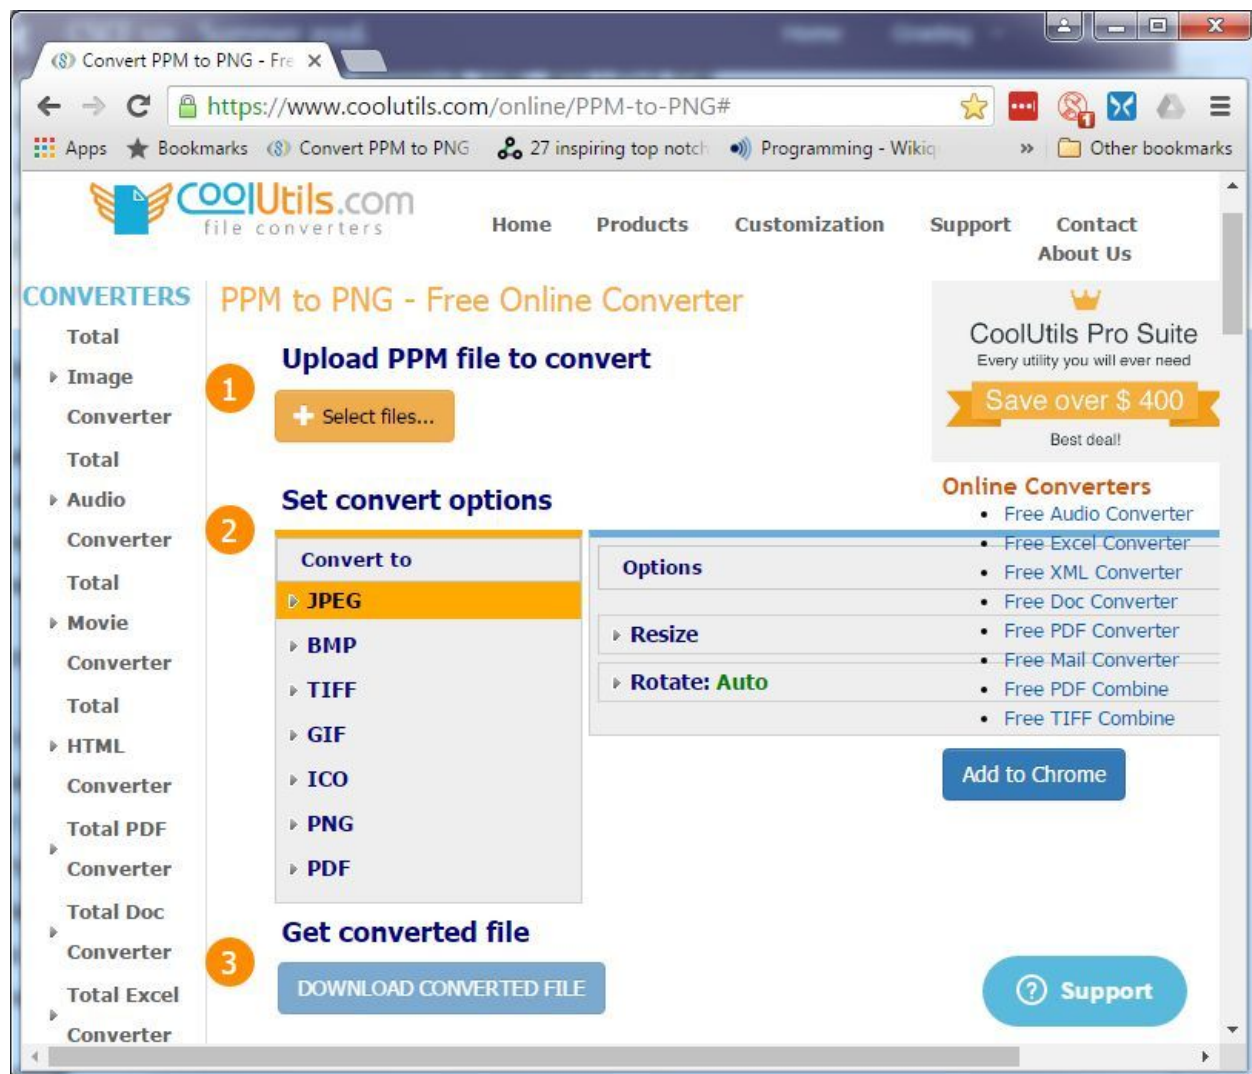 Home Grading
Convert PPM to PNG - Fre
https://www.coolutils.com/online/PPM-to-PNG#
Apps Bookmarks Convert PPM to PNG 27 inspiring top notch Programming - Wikiq » Other bookmarks
CoolUtils.com
file converters
Home Products Customization Support Contact
About Us
CONVERTERS
Total
Image
Converter
Total
Audio
Converter
Total
Movie
Converter
Total
HTML
Converter
Total PDF
Converter
Total Doc
Converter
Total Excel
Converter
PPM to PNG - Free Online Converter
1
Upload PPM file to convert
Select files...
2
Set convert options
Convert to
JPEG
BMP
TIFF
GIF
ICO
PNG
PDF
Options
Resize
Rotate: Auto
3
Get converted file
DOWNLOAD CONVERTED FILE
CoolUtils Pro Suite
Every utility you will ever need
Save over $ 400
Best deal!
Online Converters
Free Audio Converter
Free Excel Converter
Free XML Converter
Free Doc Converter
Free PDF Converter
Free Mail Converter
Free PDF Combine
Free TIFF Combine
Add to Chrome
Support